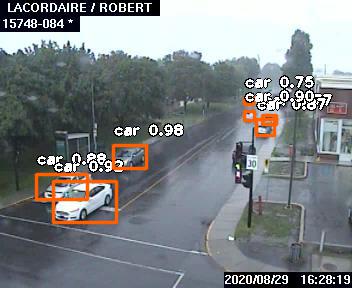 LACORDAIRE / ROBERT
15748-084 *
car 0.75
car 0.90
car 0.87
car 0.98
car 0.88
car 0.92
30
2020/08/29 16:28:19